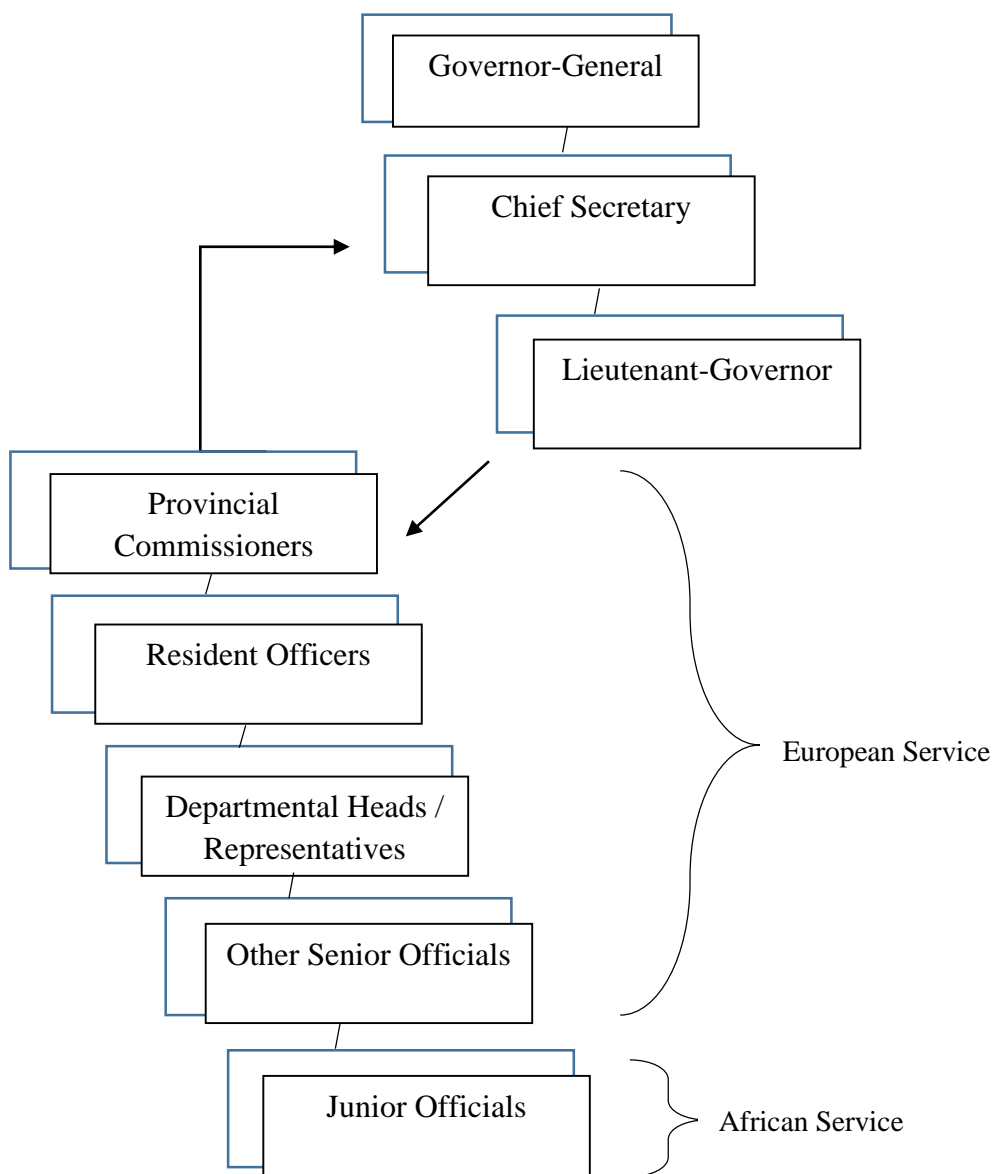 Governor-General
Chief Secretary
Lieutenant-Governor
Provincial
Commissioners
Resident Officers
Departmental Heads /
Representatives
Other Senior Officials
Junior Officials
European Service
African Service